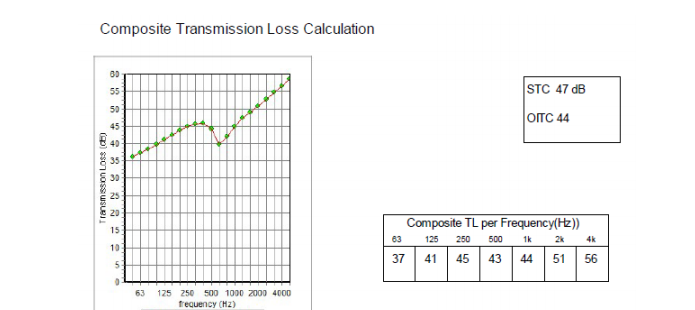 Composite Transmission Loss Calculation
60
55
50
45
40
35
30
25
20
15
10
5
0
Transmission Loss (dB)
63 125 250 500 1000 2000 4000
frequency (Hz)
STC 47 dB
OITC 44
Composite TL per Frequency(Hz))
63 125 250 500 1k 2k 4k
37 41 45 43 44 51 56